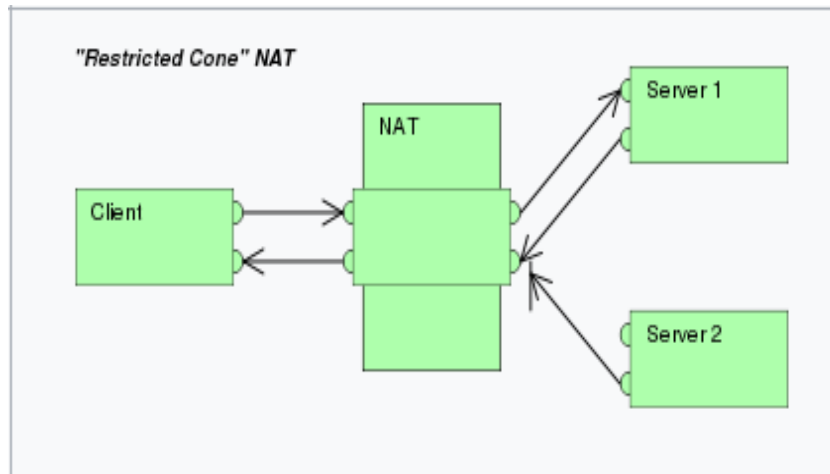 "Restricted Cone" NAT
Server 1
NAT
Client
Server 2